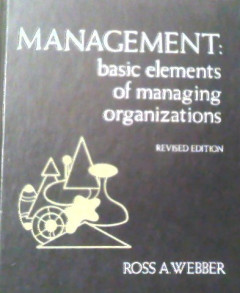 MANAGEMENT:
basic elements
of managing
organizations
REVISED EDITION
ROSS A. WEBBER